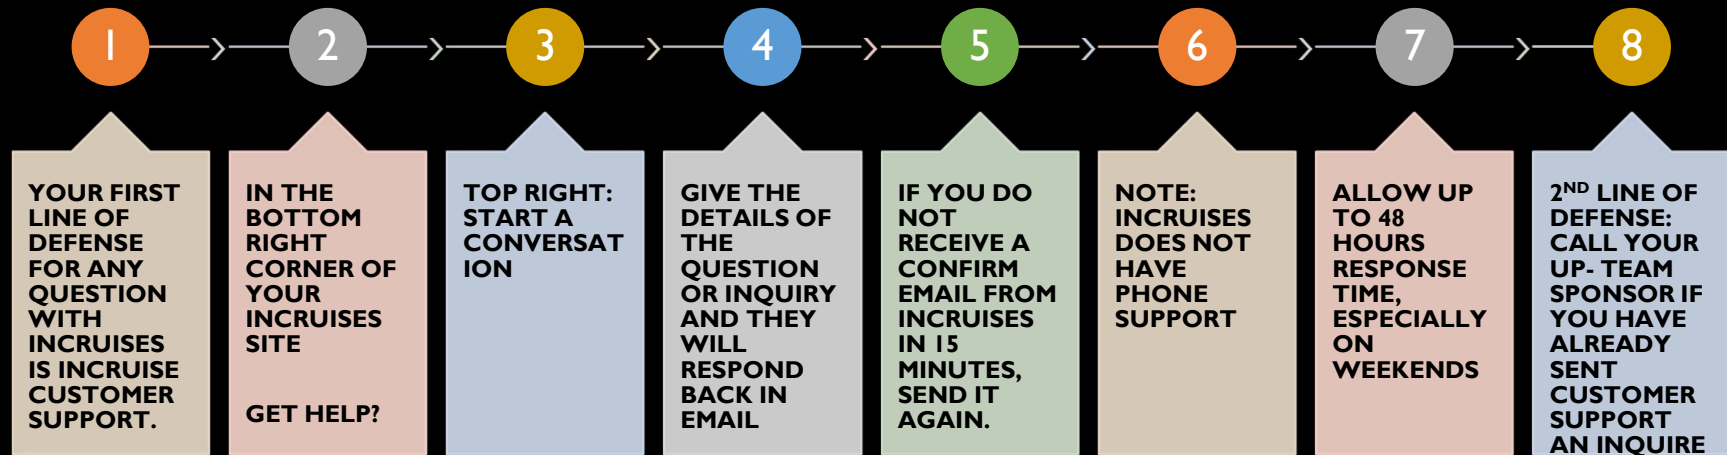 1
2
3
4
5
6
7
8
YOUR FIRST
LINE OF
DEFENSE
FOR ANY
QUESTION
WITH
INCRUISES
IS INCRUISE
CUSTOMER
SUPPORT.
IN THE
BOTTOM
RIGHT
CORNER OF
YOUR
INCRUISES
SITE
GET HELP?
TOP RIGHT:
START A
CONVERSAT
ION
GIVE THE
DETAILS OF
THE
QUESTION
OR INQUIRY
AND THEY
WILL
RESPOND
BACK IN
EMAIL
IF YOU DO
NOT
RECEIVE A
CONFIRM
EMAIL FROM
INCRUISES
IN 15
MINUTES,
SEND IT
AGAIN.
NOTE:
INCRUISES
DOES NOT
HAVE
PHONE
SUPPORT
ALLOW UP
TO 48
HOURS
RESPONSE
TIME,
ESPECIALLY
ON
WEEKENDS
2ND LINE OF
DEFENSE:
CALL YOUR
UP- TEAM
SPONSOR IF
YOU HAVE
ALREADY
SENT
CUSTOMER
SUPPORT
AN INQUIRE